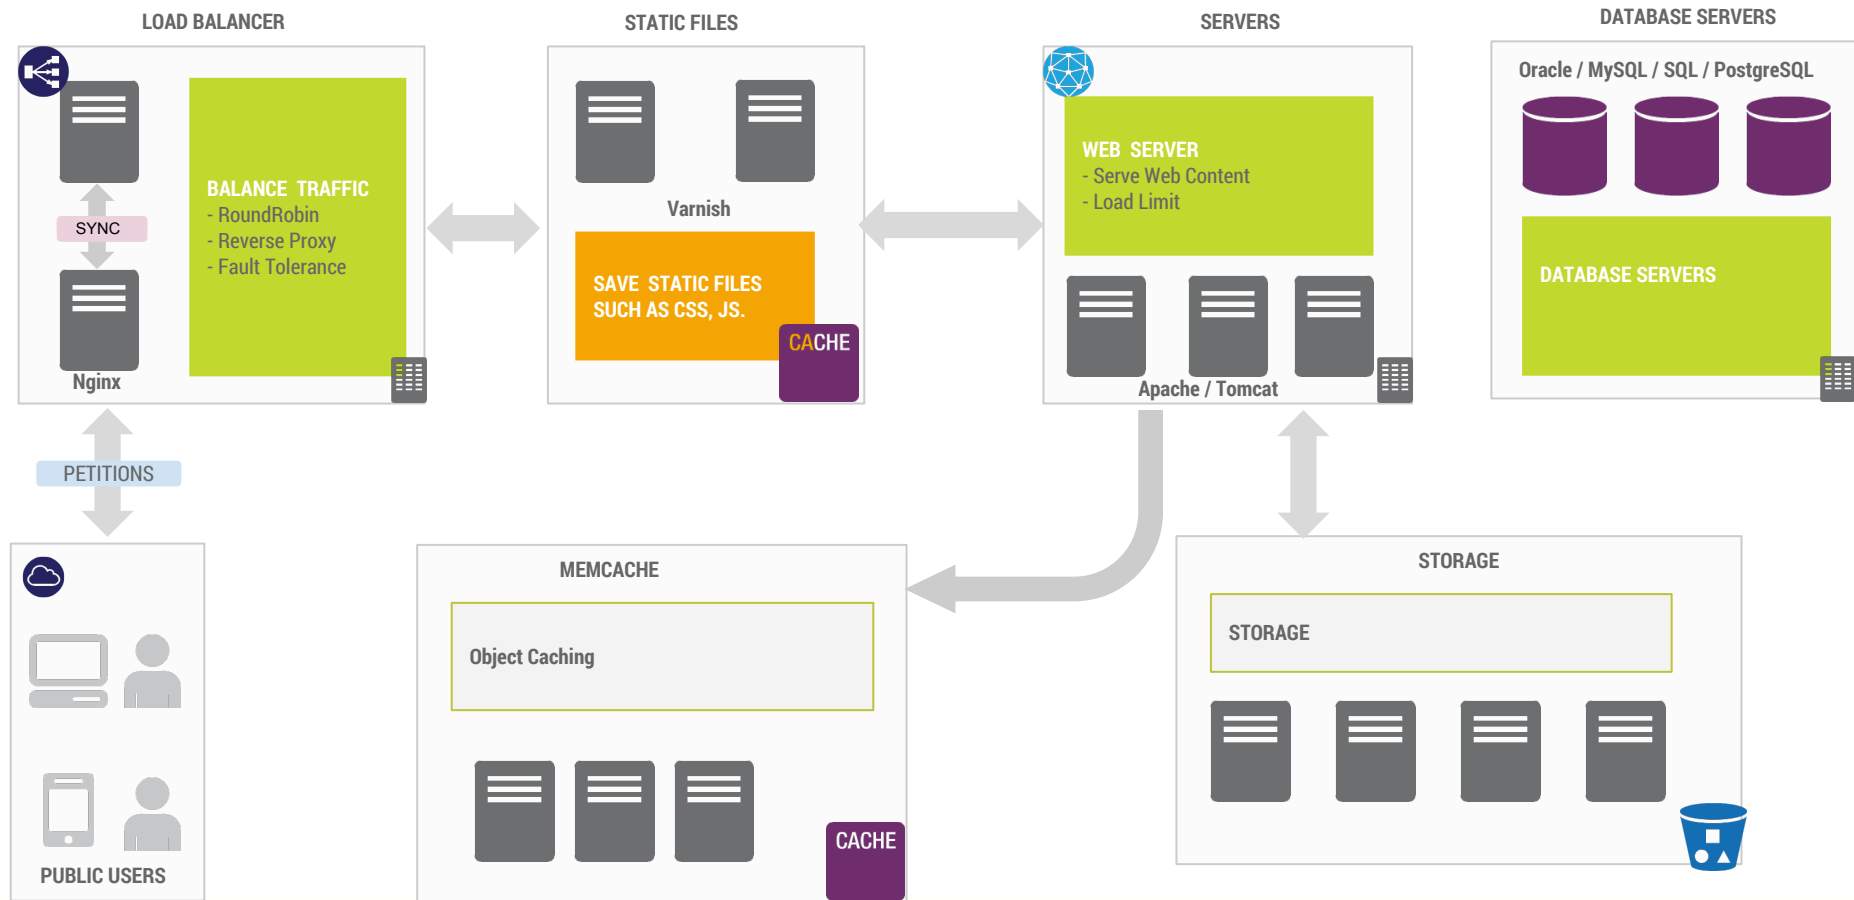 LOAD BALANCER
STATIC FILES
SERVERS
DATABASE SERVERS
BALANCE TRAFFIC
- RoundRobin
- Reverse Proxy
- Fault Tolerance
SYNC
Nginx
Varnish
SAVE STATIC FILES
SUCH AS CSS, JS.
CACHE
WEB SERVER
- Serve Web Content
- Load Limit
Apache / Tomcat
Oracle / MySQL / SQL / PostgreSQL
DATABASE SERVERS
PETITIONS
PUBLIC USERS
MEMCACHE
Object Caching
CACHE
STORAGE
STORAGE